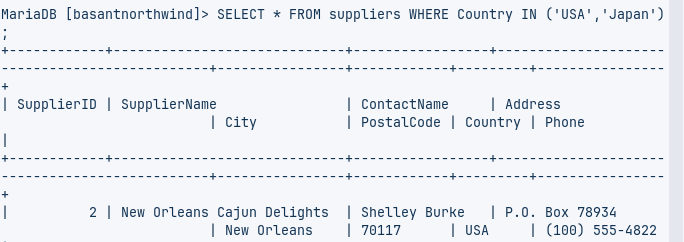 MariaDB [basantnorthwind]> SELECT * FROM suppliers WHERE Country IN ('USA','Japan')
;
+------------+------------------------------+-----------------+---------------------
---------------------------+----------------+------------+---------+----------------
+
| SupplierID | SupplierName                 | ContactName     | Address
                           | City           | PostalCode | Country | Phone
|
+------------+------------------------------+-----------------+---------------------
---------------------------+----------------+------------+---------+----------------
+
|          2 | New Orleans Cajun Delights  | Shelley Burke   | P.O. Box 78934
                           | New Orleans    | 70117      | USA     | (100) 555-4822